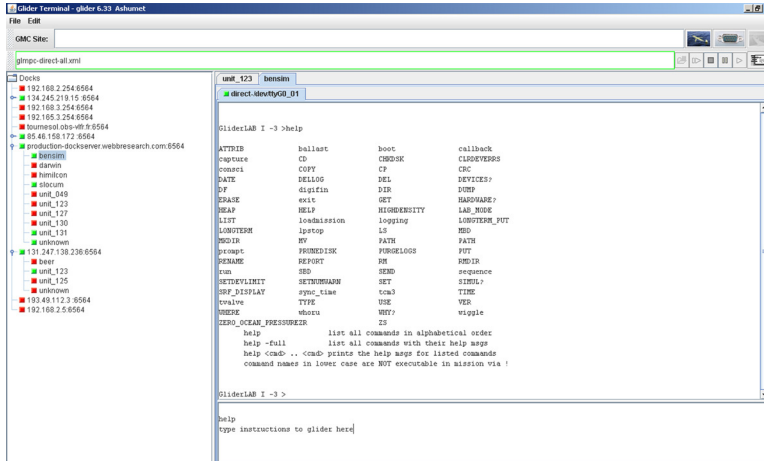 Glider Terminal - glider 6.33 Ashumet
File Edit
GMC Site:
glmpc-direct-all.xml
Docks
192.168.2.254:6564
134.245.219.15 :6564
192.168.3.254:6564
192.165.3.254:6564
tournesol.obs-vlfr.fr:6564
85.46.158.172 :6564
production-dockserver.webbresearch.com:6564
bensim
darwin
himilcon
slocum
unit_049
unit_123
unit_127
unit_130
unit_131
unknown
131.247.138.236:6564
beer
unit_123
unit_125
unknown
193.49.112.3 :6564
192.168.2.5:6564
unit_123 bensim
direct-/dev/ttyG0_01
GliderLAB I -3 >help
ATTRIB ballast boot callback
capture CD CHKDSK CLRDEVERRS
consci COPY CP CRC
DATE DELLOG DEL DEVICES?
DF digifin DIR DUMP
ERASE exit GET HARDWARE?
HEAP HELP HIGHDENSITY LAB_MODE
LIST loadmission logging LONGTERM_PUT
LONGTERM lpstop LS MBD
MKDIR MV PATH PATH
prompt PRUNEDISK PURGELOGS PUT
RENAME REPORT RM RMDIR
run SBD SEND sequence
SETDEVLIMIT SETNUMWARN SET SIMUL?
SRF_DISPLAY sync_time tcm3 TIME
tvalve TYPE USE VER
WHERE whoru WHY? wiggle
ZERO_OCEAN_PRESSUREZR ZS
help list all commands in alphabetical order
help -full list all commands with their help msgs
help <cmd> .. <cmd> prints the help msgs for listed commands
command names in lower case are NOT executable in mission via !
GliderLAB I -3 >
help
type instructions to glider here